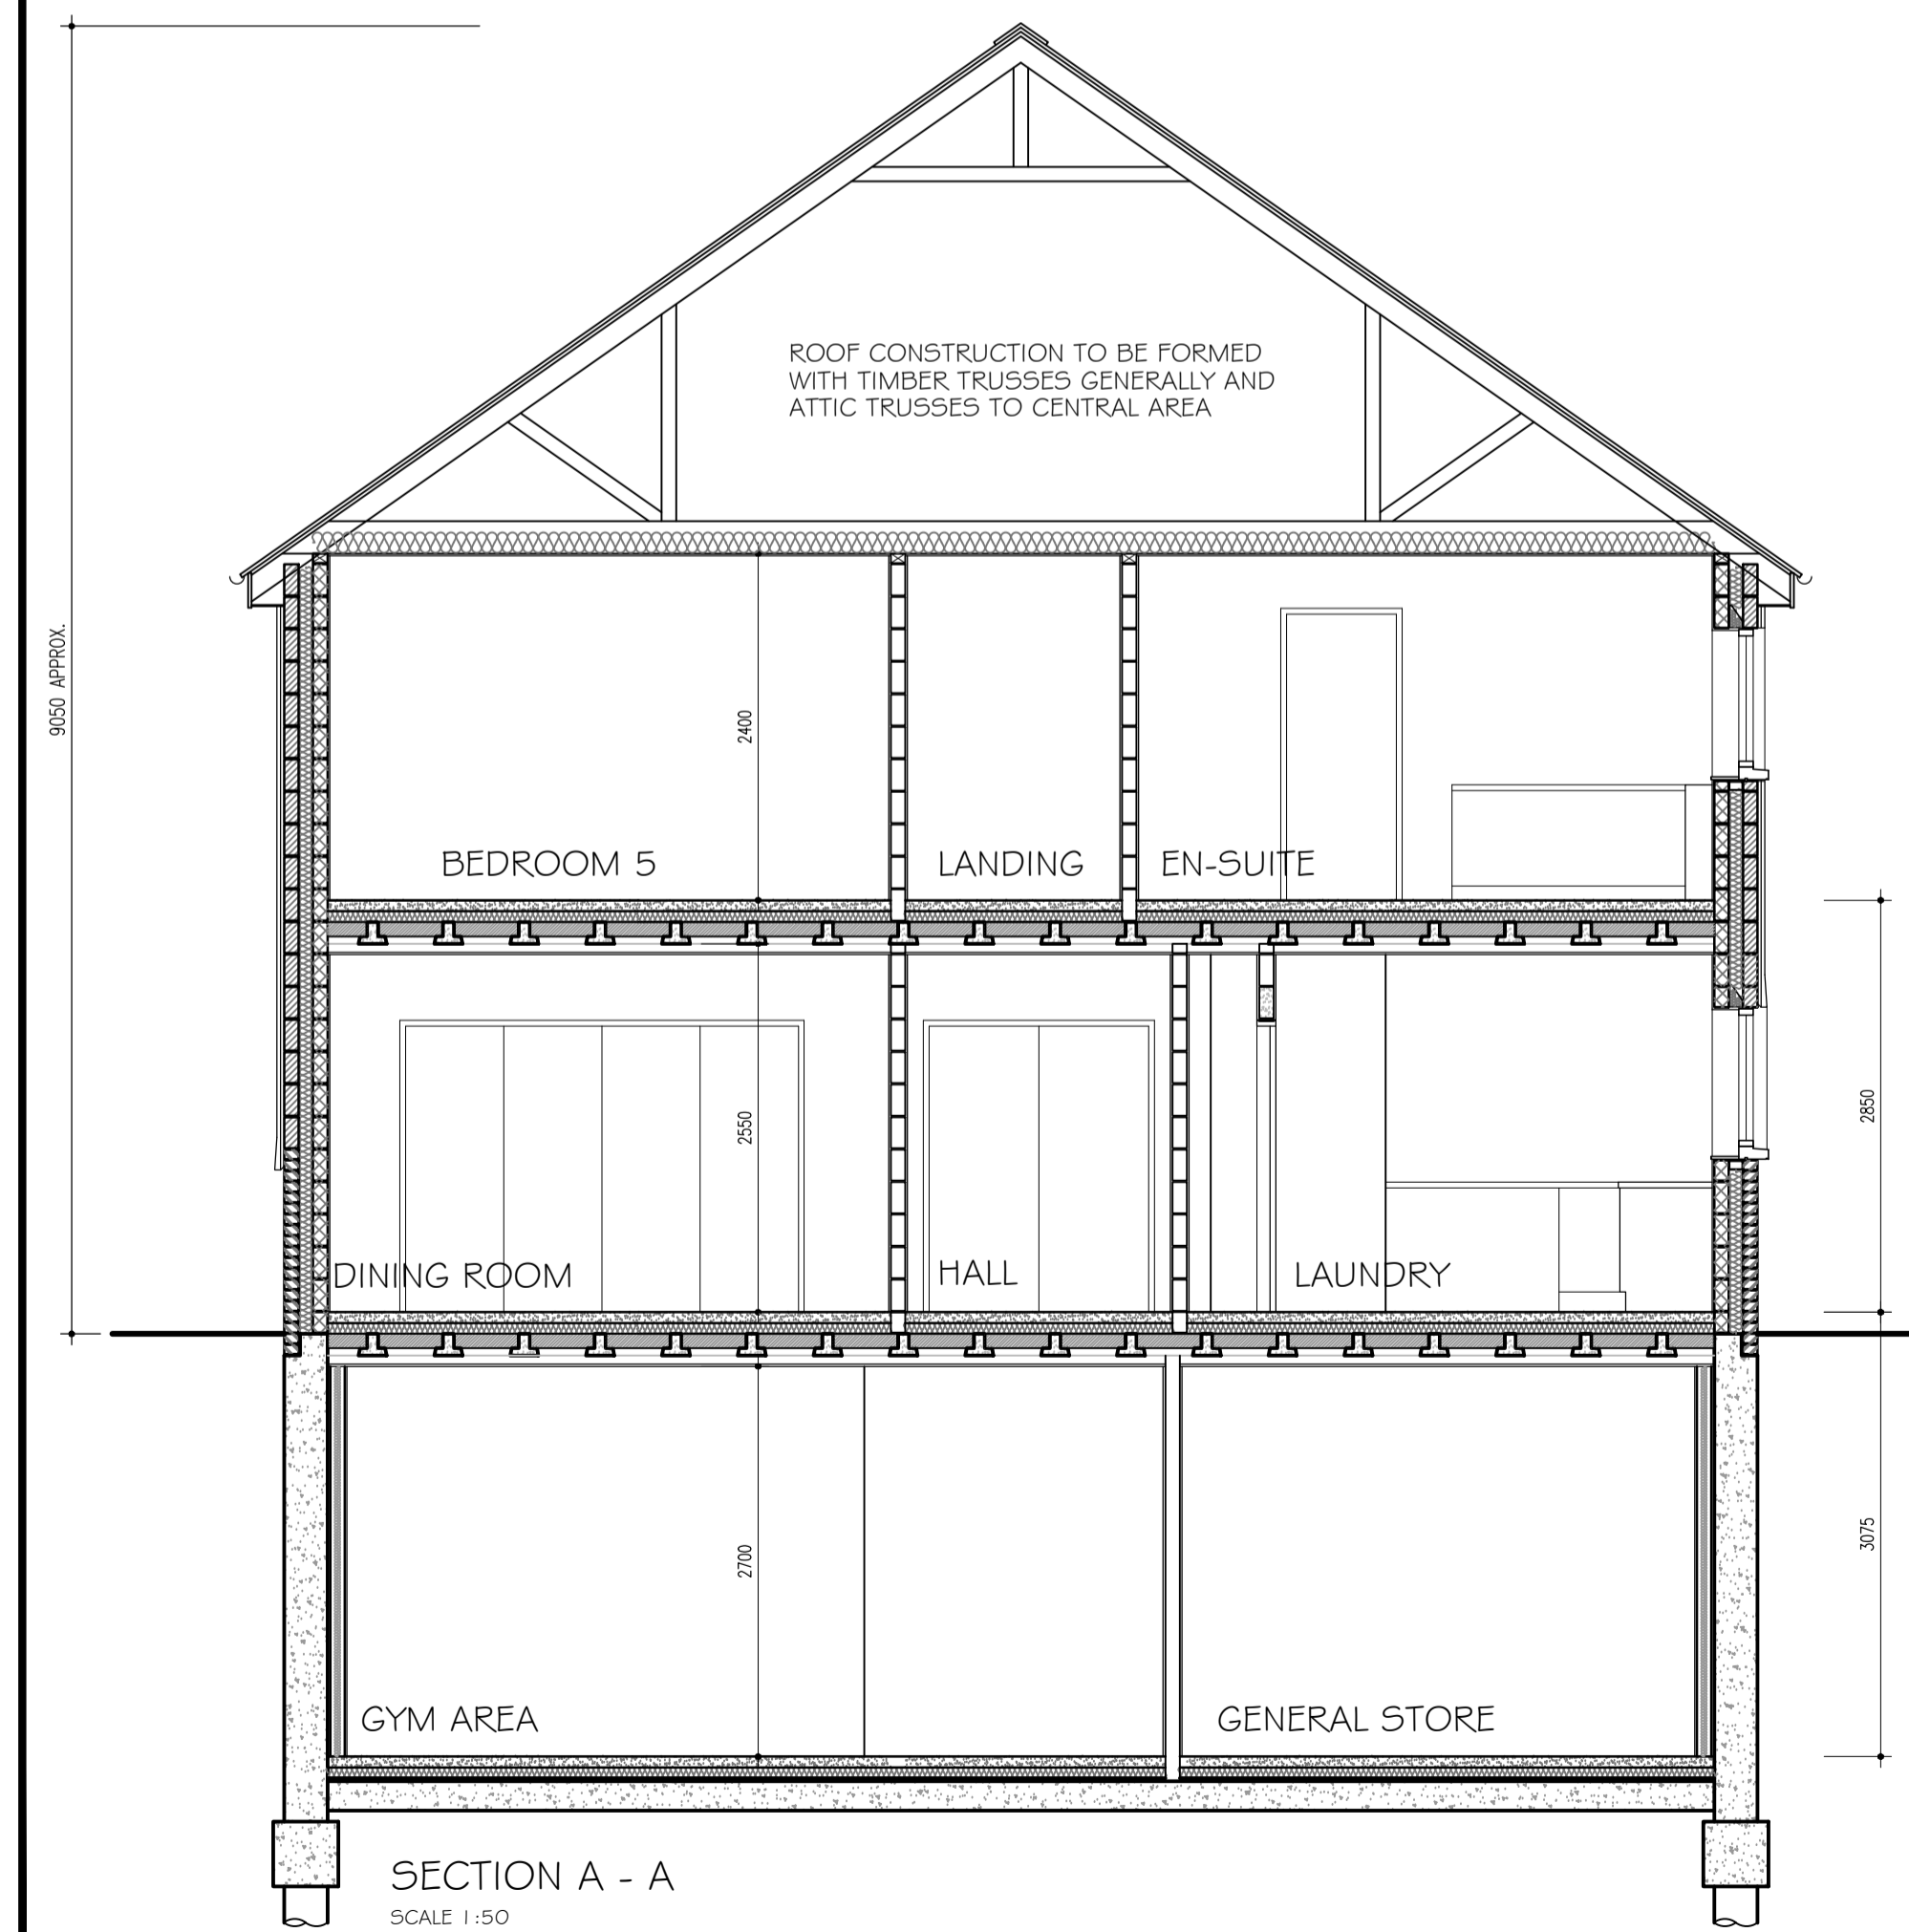 ROOF CONSTRUCTION TO BE FORMED
WITH TIMBER TRUSSES GENERALLY AND
ATTIC TRUSSES TO CENTRAL AREA
9050 APPROX.
2400
BEDROOM 5
LANDING
EN-SUITE
2550
2850
DINING ROOM
HALL
LAUNDRY
2700
3075
GYM AREA
GENERAL STORE
SECTION A - A
SCALE 1:50